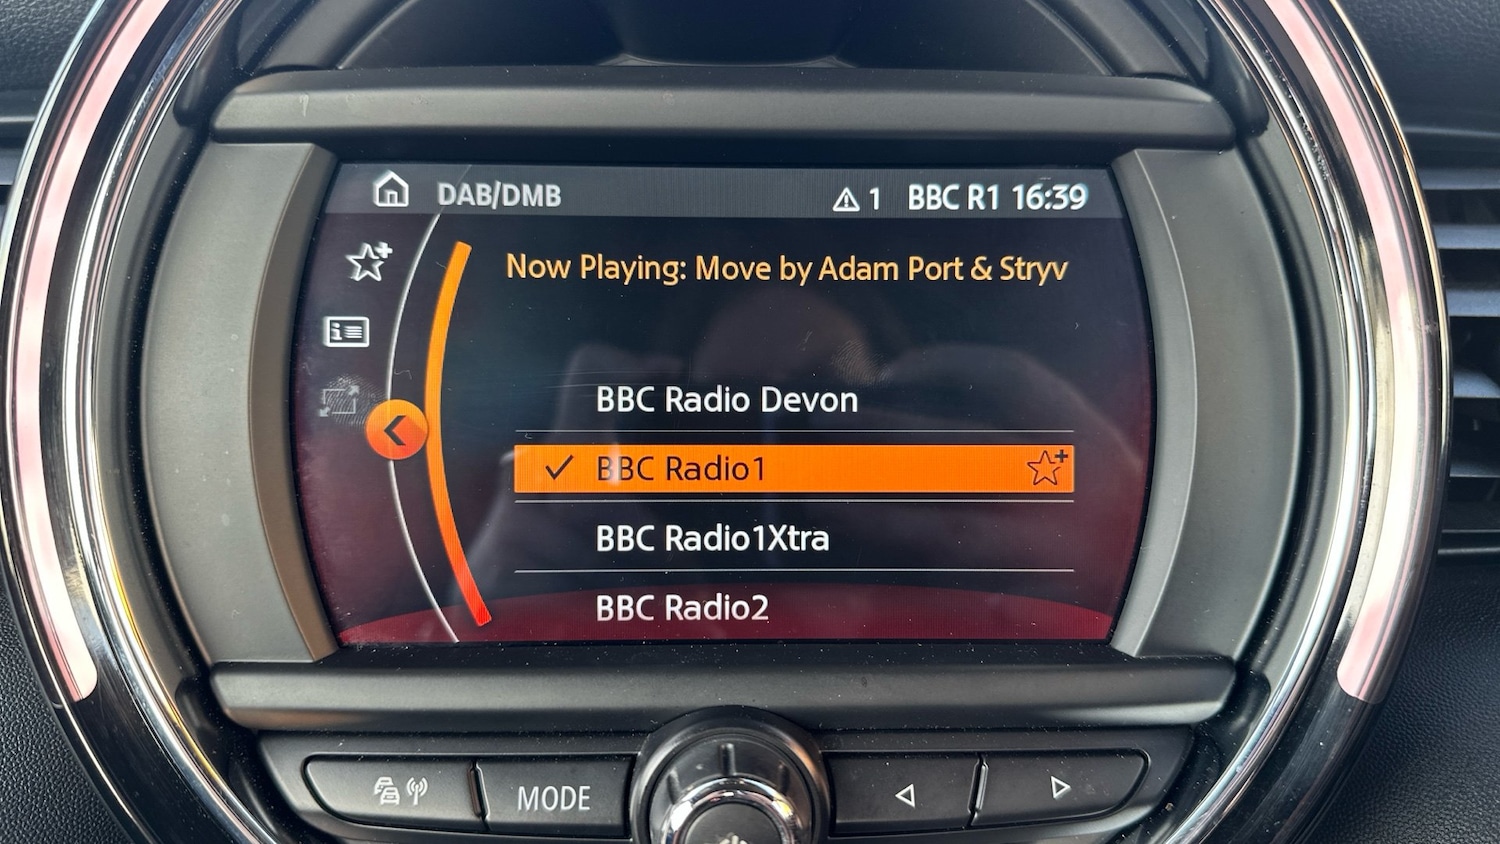 DAB/DMB 1 BBC R1 16:39
Now Playing: Move by Adam Port & Stryv
BBC Radio Devon
BBC Radio1
BBC Radio1Xtra
BBC Radio2
MODE